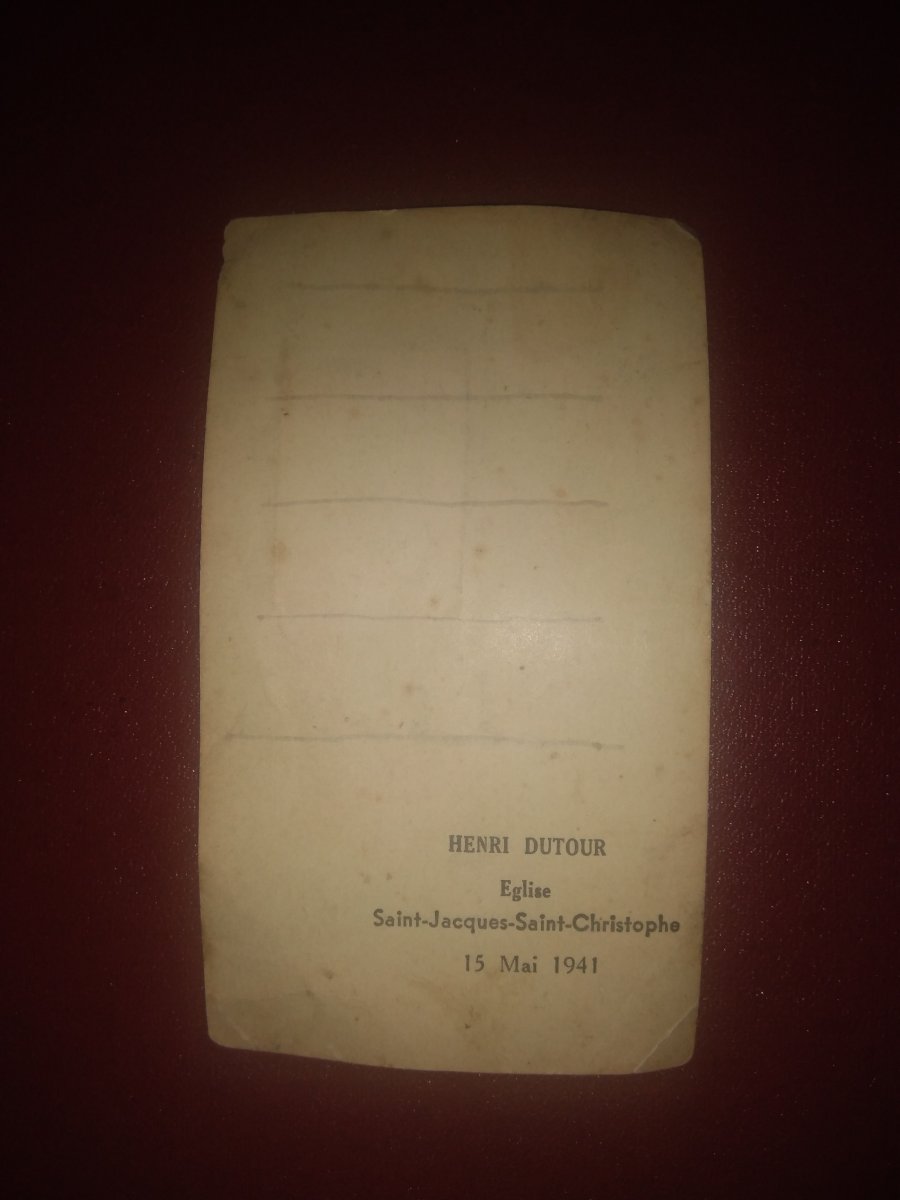 HENRI DUTOUR
Eglise
Saint-Jacques-Saint-Christophe
15 Mai 1941